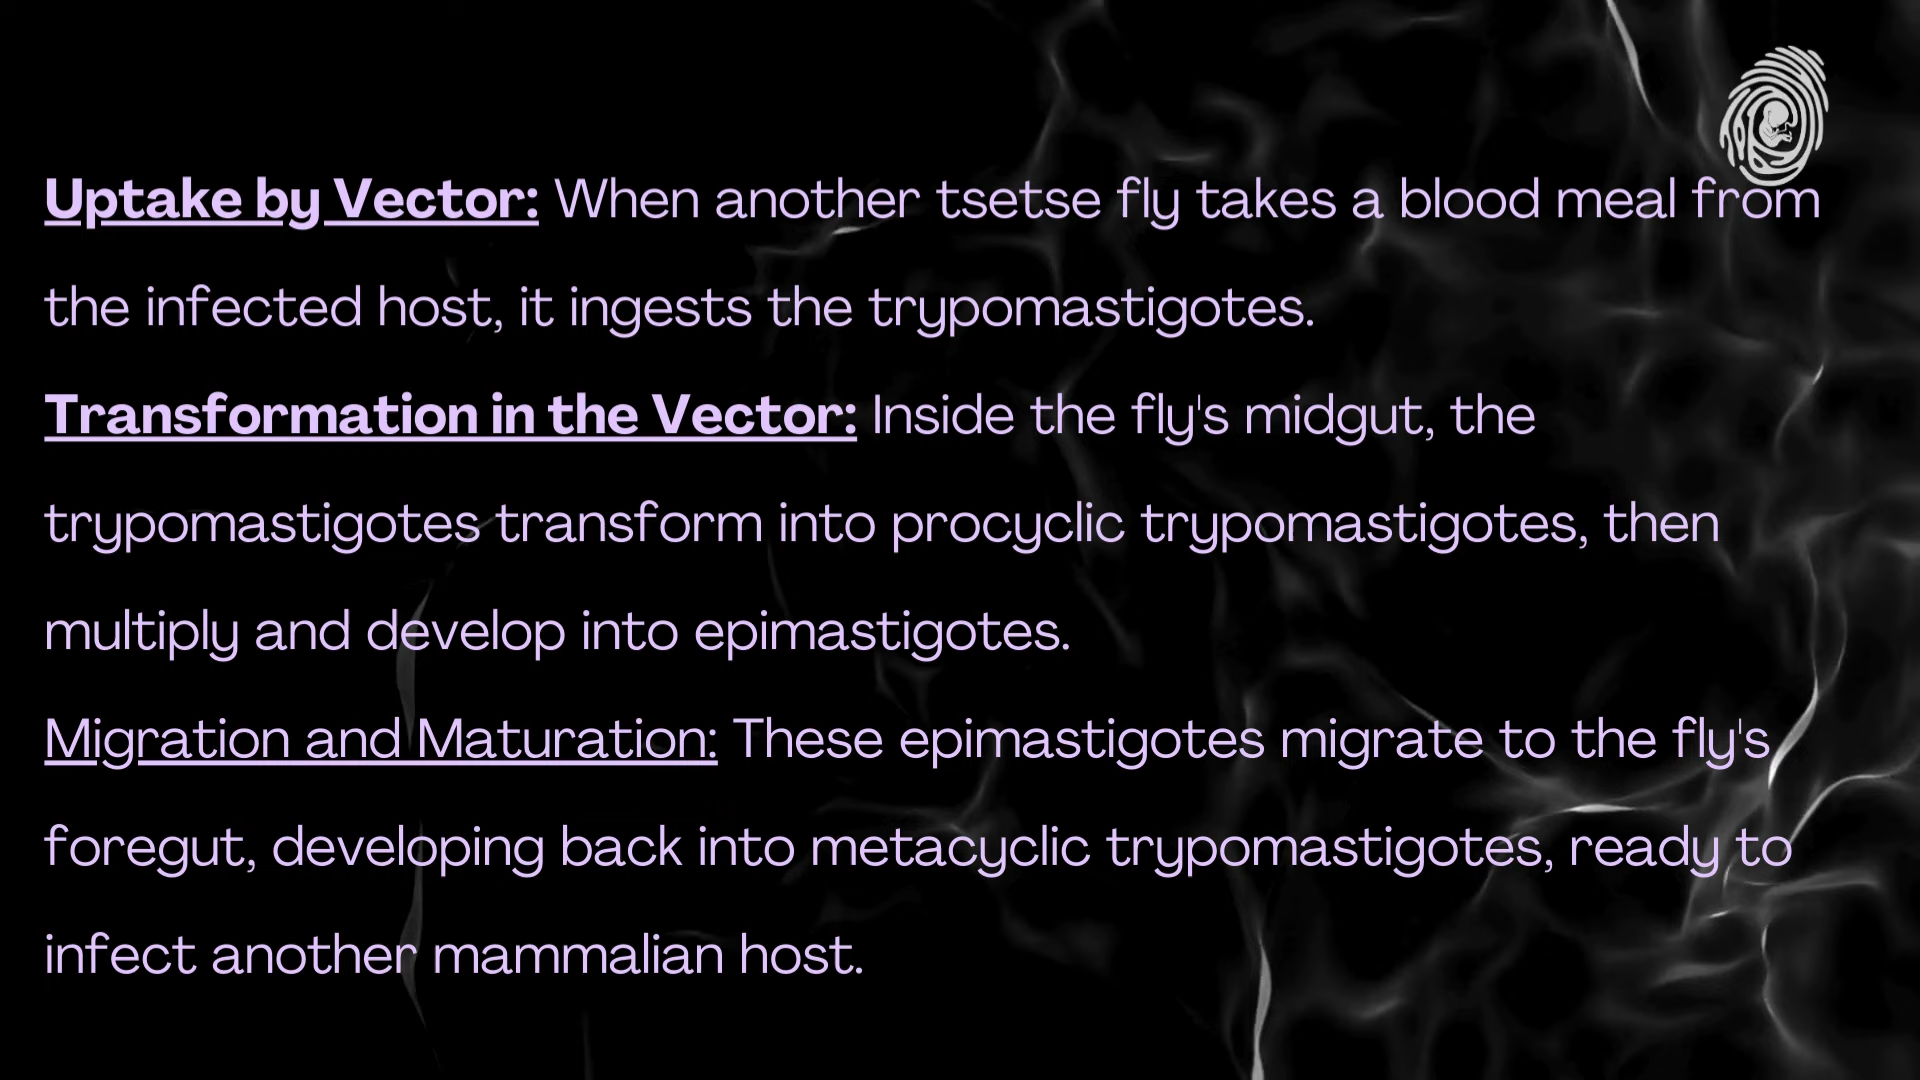 Uptake by Vector: When another tsetse fly takes a blood meal from
the infected host, it ingests the trypomastigotes.
Transformation in the Vector: Inside the fly's midgut, the
trypomastigotes transform into procyclic trypomastigotes, then
multiply and develop into epimastigotes.
Migration and Maturation: These epimastigotes migrate to the fly's
foregut, developing back into metacyclic trypomastigotes, ready to
infect another mammalian host.